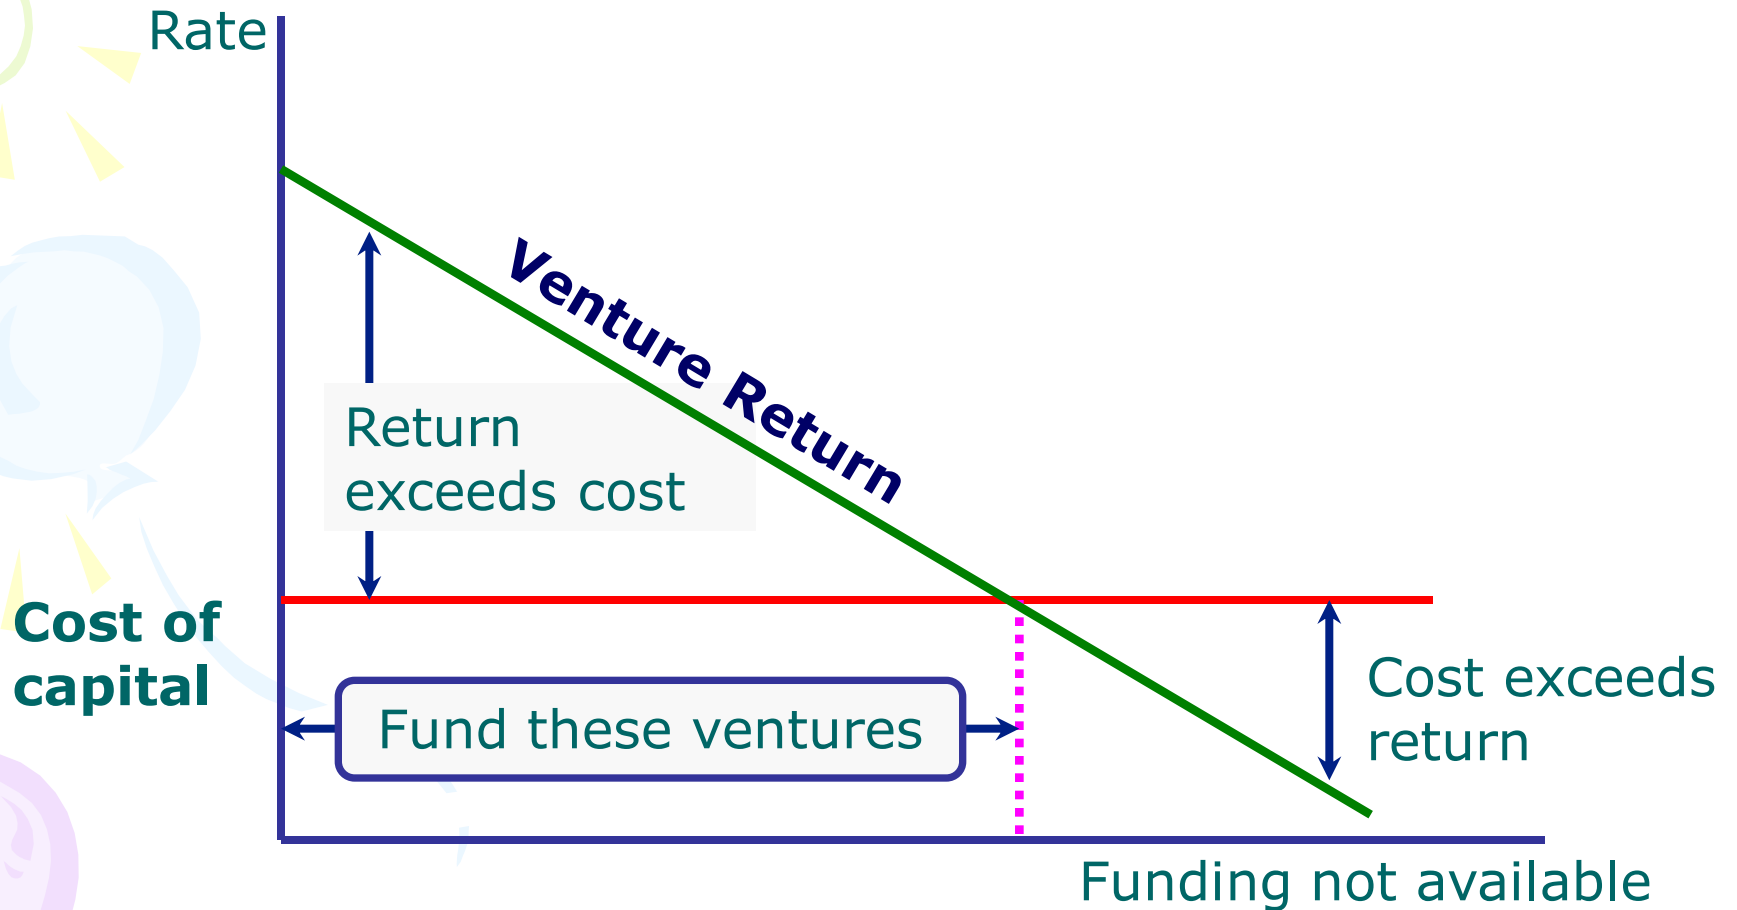 Rate
Venture Return
Return
exceeds cost
Cost of
capital
Cost exceeds
return
Fund these ventures
Funding not available